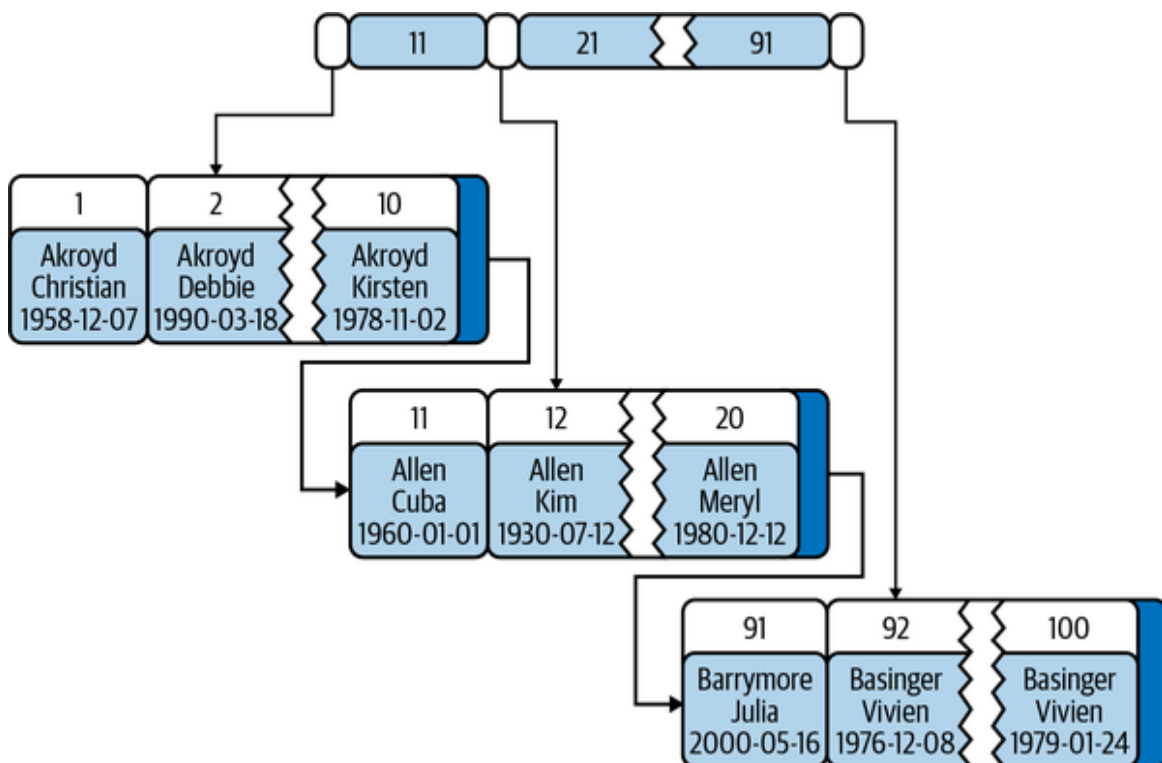 11 21 91
1 2 10
Akroyd Akroyd Akroyd
Christian Debbie Kirsten
1958-12-07 1990-03-18 1978-11-02
11 12 20
Allen Allen Allen
Cuba Kim Meryl
1960-01-01 1930-07-12 1980-12-12
91 92 100
Barrymore Basinger Basinger
Julia Vivien Vivien
2000-05-16 1976-12-08 1979-01-24